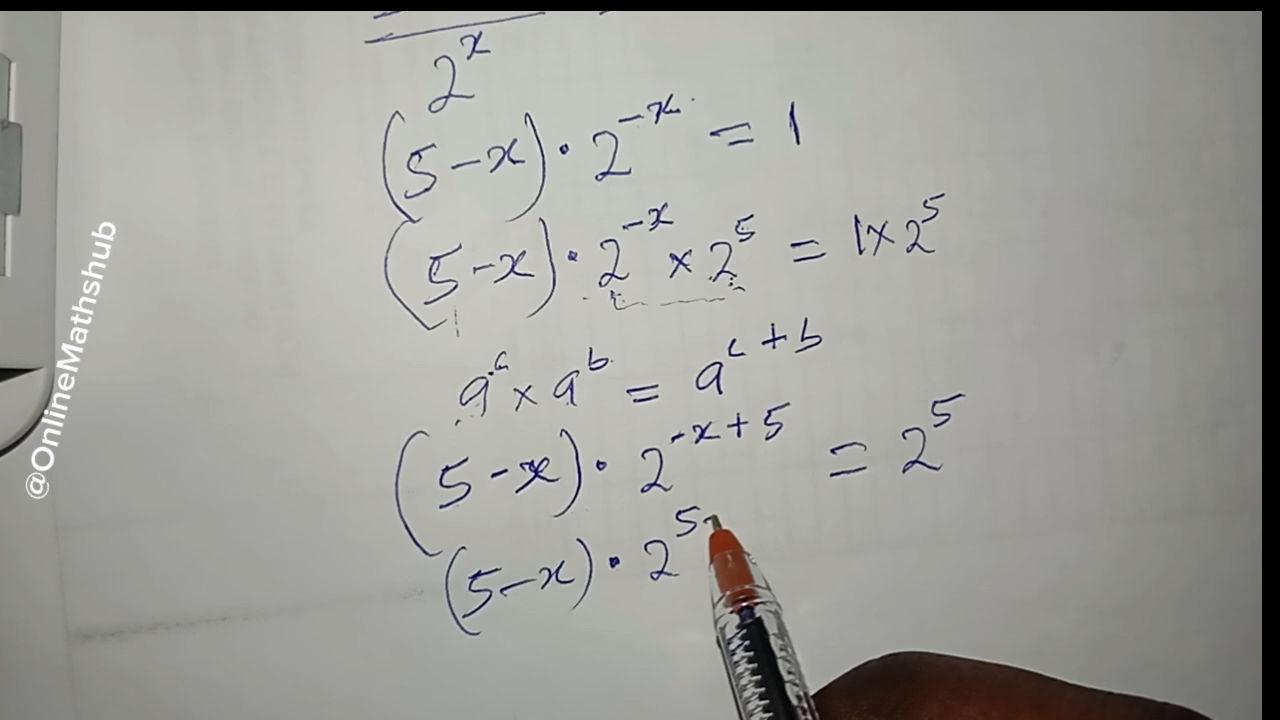 2^x
(5-x)·2^-x = 1
(5-x)·2^-x × 2^5 = 1×2^5
a^c × a^b = a^c+b
(5-x)·2^-x+5 = 2^5
(5-x)·2^5-
@OnlineMathshub